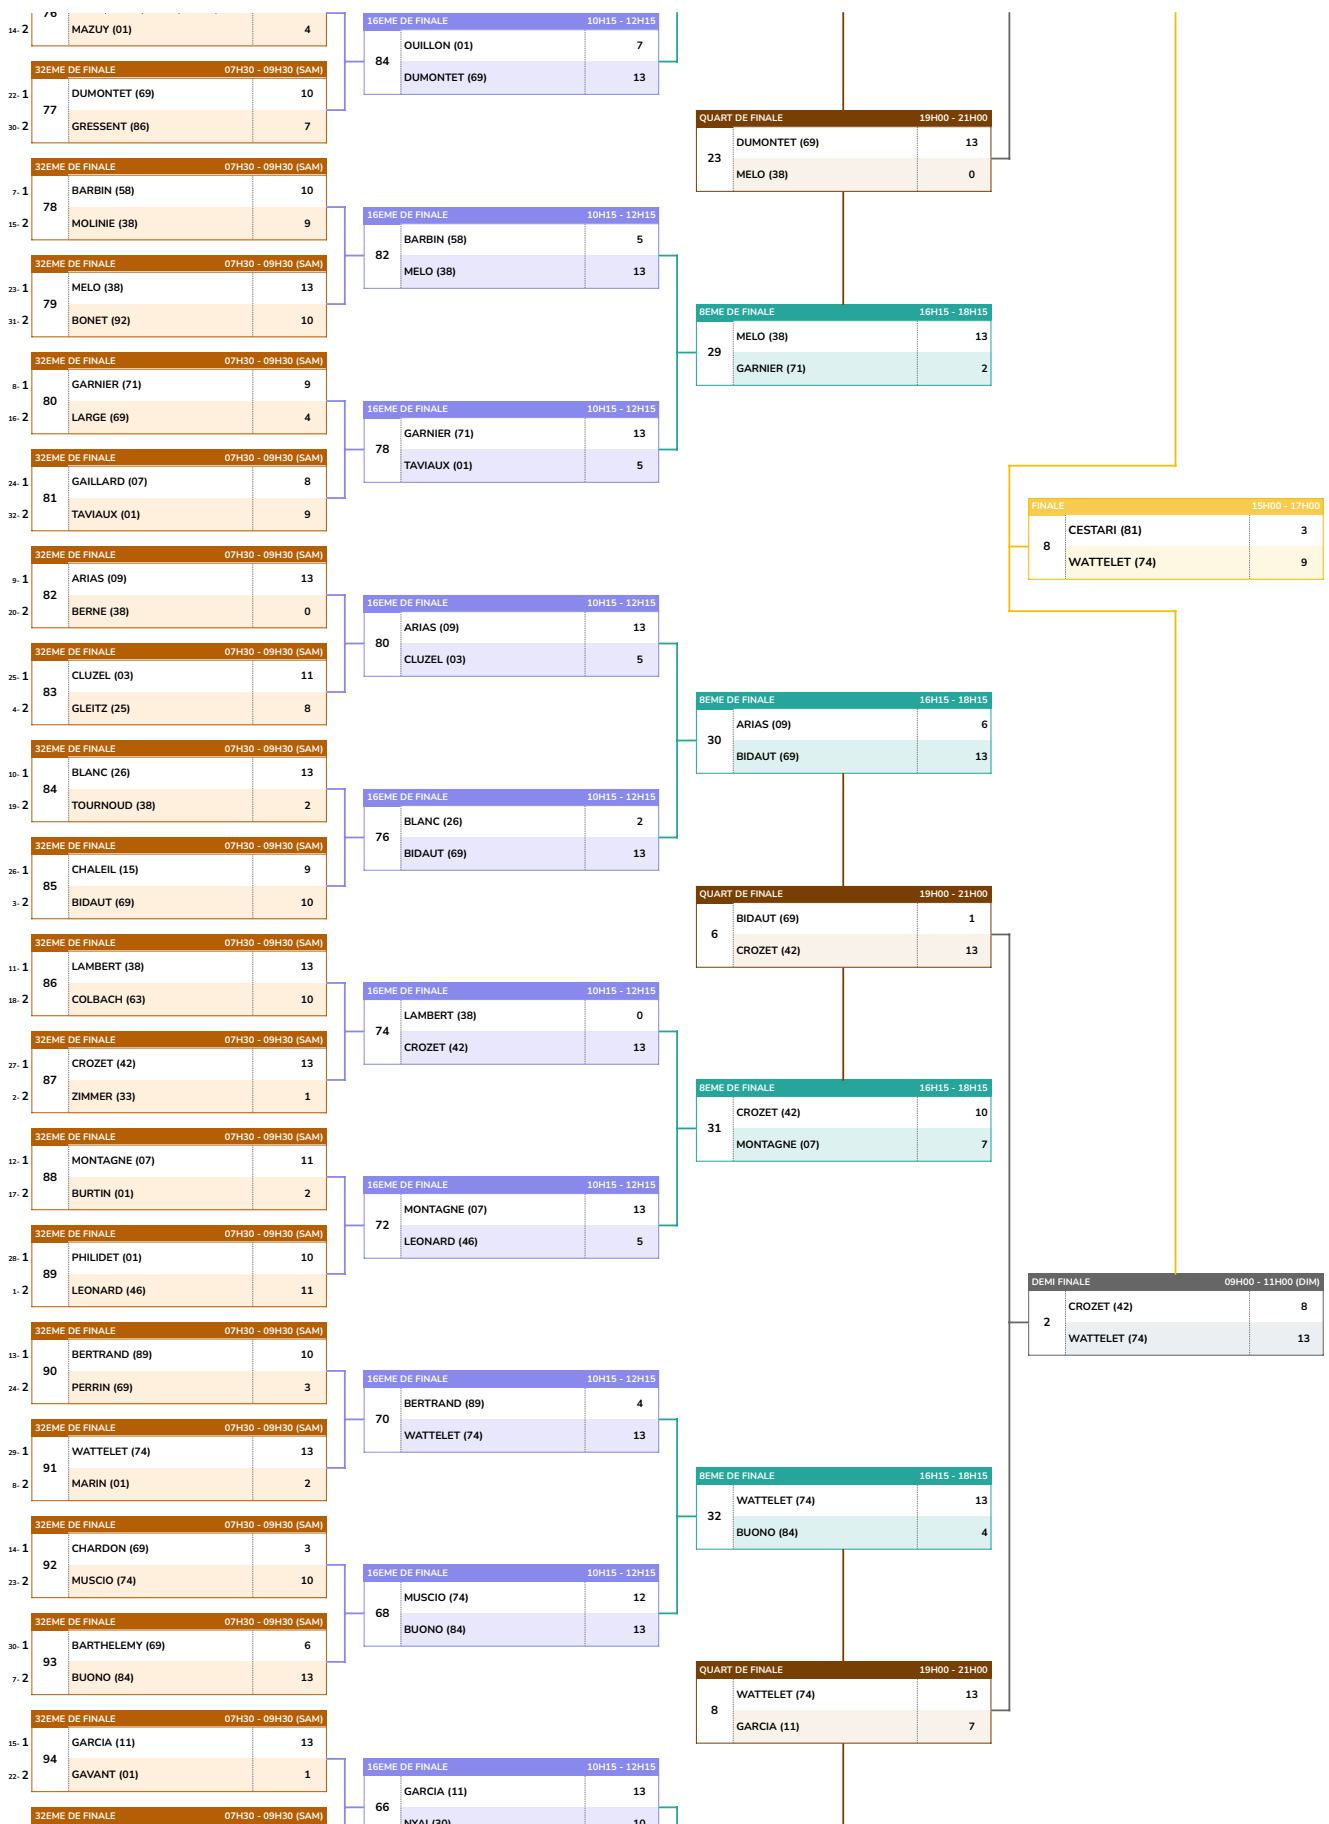 76
14- 2 MAZUY (01) 4
32EME DE FINALE 07H30 - 09H30 (SAM)
22- 1 DUMONTET (69) 10
77
30- 2 GRESSENT (86) 7
32EME DE FINALE 07H30 - 09H30 (SAM)
7- 1 BARBIN (58) 10
78
15- 2 MOLINIE (38) 9
32EME DE FINALE 07H30 - 09H30 (SAM)
23- 1 MELO (38) 13
79
31- 2 BONET (92) 10
32EME DE FINALE 07H30 - 09H30 (SAM)
8- 1 GARNIER (71) 9
80
16- 2 LARGE (69) 4
32EME DE FINALE 07H30 - 09H30 (SAM)
24- 1 GAILLARD (07) 8
81
32- 2 TAVIAUX (01) 9
32EME DE FINALE 07H30 - 09H30 (SAM)
9- 1 ARIAS (09) 13
82
20- 2 BERNE (38) 0
32EME DE FINALE 07H30 - 09H30 (SAM)
25- 1 CLUZEL (03) 11
83
4- 2 GLEITZ (25) 8
32EME DE FINALE 07H30 - 09H30 (SAM)
10- 1 BLANC (26) 13
84
19- 2 TOURNOUD (38) 2
32EME DE FINALE 07H30 - 09H30 (SAM)
26- 1 CHALEIL (15) 9
85
3- 2 BIDAUT (69) 10
32EME DE FINALE 07H30 - 09H30 (SAM)
11- 1 LAMBERT (38) 13
86
18- 2 COLBACH (63) 10
32EME DE FINALE 07H30 - 09H30 (SAM)
27- 1 CROZET (42) 13
87
2- 2 ZIMMER (33) 1
32EME DE FINALE 07H30 - 09H30 (SAM)
12- 1 MONTAGNE (07) 11
88
17- 2 BURTIN (01) 2
32EME DE FINALE 07H30 - 09H30 (SAM)
28- 1 PHILIDET (01) 10
89
1- 2 LEONARD (46) 11
32EME DE FINALE 07H30 - 09H30 (SAM)
13- 1 BERTRAND (89) 10
90
24- 2 PERRIN (69) 3
32EME DE FINALE 07H30 - 09H30 (SAM)
29- 1 WATTELET (74) 13
91
8- 2 MARIN (01) 2
32EME DE FINALE 07H30 - 09H30 (SAM)
14- 1 CHARDON (69) 3
92
23- 2 MUSCIO (74) 10
32EME DE FINALE 07H30 - 09H30 (SAM)
30- 1 BARTHELEMY (69) 6
93
7- 2 BUONO (84) 13
32EME DE FINALE 07H30 - 09H30 (SAM)
15- 1 GARCIA (11) 13
94
22- 2 GAVANT (01) 1
32EME DE FINALE 07H30 - 09H30 (SAM)
16EME DE FINALE 10H15 - 12H15
OUILLON (01) 7
84
DUMONTET (69) 13
16EME DE FINALE 10H15 - 12H15
BARBIN (58) 5
82
MELO (38) 13
16EME DE FINALE 10H15 - 12H15
GARNIER (71) 13
78
TAVIAUX (01) 5
16EME DE FINALE 10H15 - 12H15
ARIAS (09) 13
80
CLUZEL (03) 5
16EME DE FINALE 10H15 - 12H15
BLANC (26) 2
76
BIDAUT (69) 13
16EME DE FINALE 10H15 - 12H15
LAMBERT (38) 0
74
CROZET (42) 13
16EME DE FINALE 10H15 - 12H15
MONTAGNE (07) 13
72
LEONARD (46) 5
16EME DE FINALE 10H15 - 12H15
BERTRAND (89) 4
70
WATTELET (74) 13
16EME DE FINALE 10H15 - 12H15
MUSCIO (74) 12
68
BUONO (84) 13
16EME DE FINALE 10H15 - 12H15
GARCIA (11) 13
66
10
QUART DE FINALE 19H00 - 21H00
DUMONTET (69) 13
23
MELO (38) 0
8EME DE FINALE 16H15 - 18H15
MELO (38) 13
29
GARNIER (71) 2
8EME DE FINALE 16H15 - 18H15
ARIAS (09) 6
30
BIDAUT (69) 13
QUART DE FINALE 19H00 - 21H00
BIDAUT (69) 1
6
CROZET (42) 13
8EME DE FINALE 16H15 - 18H15
CROZET (42) 10
31
MONTAGNE (07) 7
8EME DE FINALE 16H15 - 18H15
WATTELET (74) 13
32
BUONO (84) 4
QUART DE FINALE 19H00 - 21H00
WATTELET (74) 13
8
GARCIA (11) 7
FINALE 15H00 - 17H00
CESTARI (81) 3
8
WATTELET (74) 9
DEMI FINALE 09H00 - 11H00 (DIM)
CROZET (42) 8
2
WATTELET (74) 13